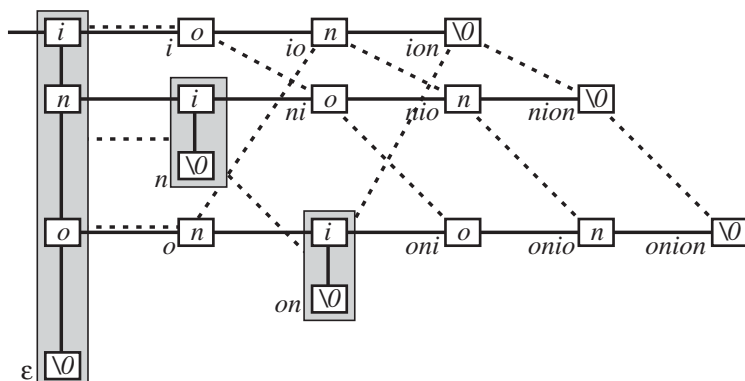 i o n \0
i io ion
n i o n \0
ni nio nion
\0
n
o n i o n \0
o oni onio onion
on \0
ε \0